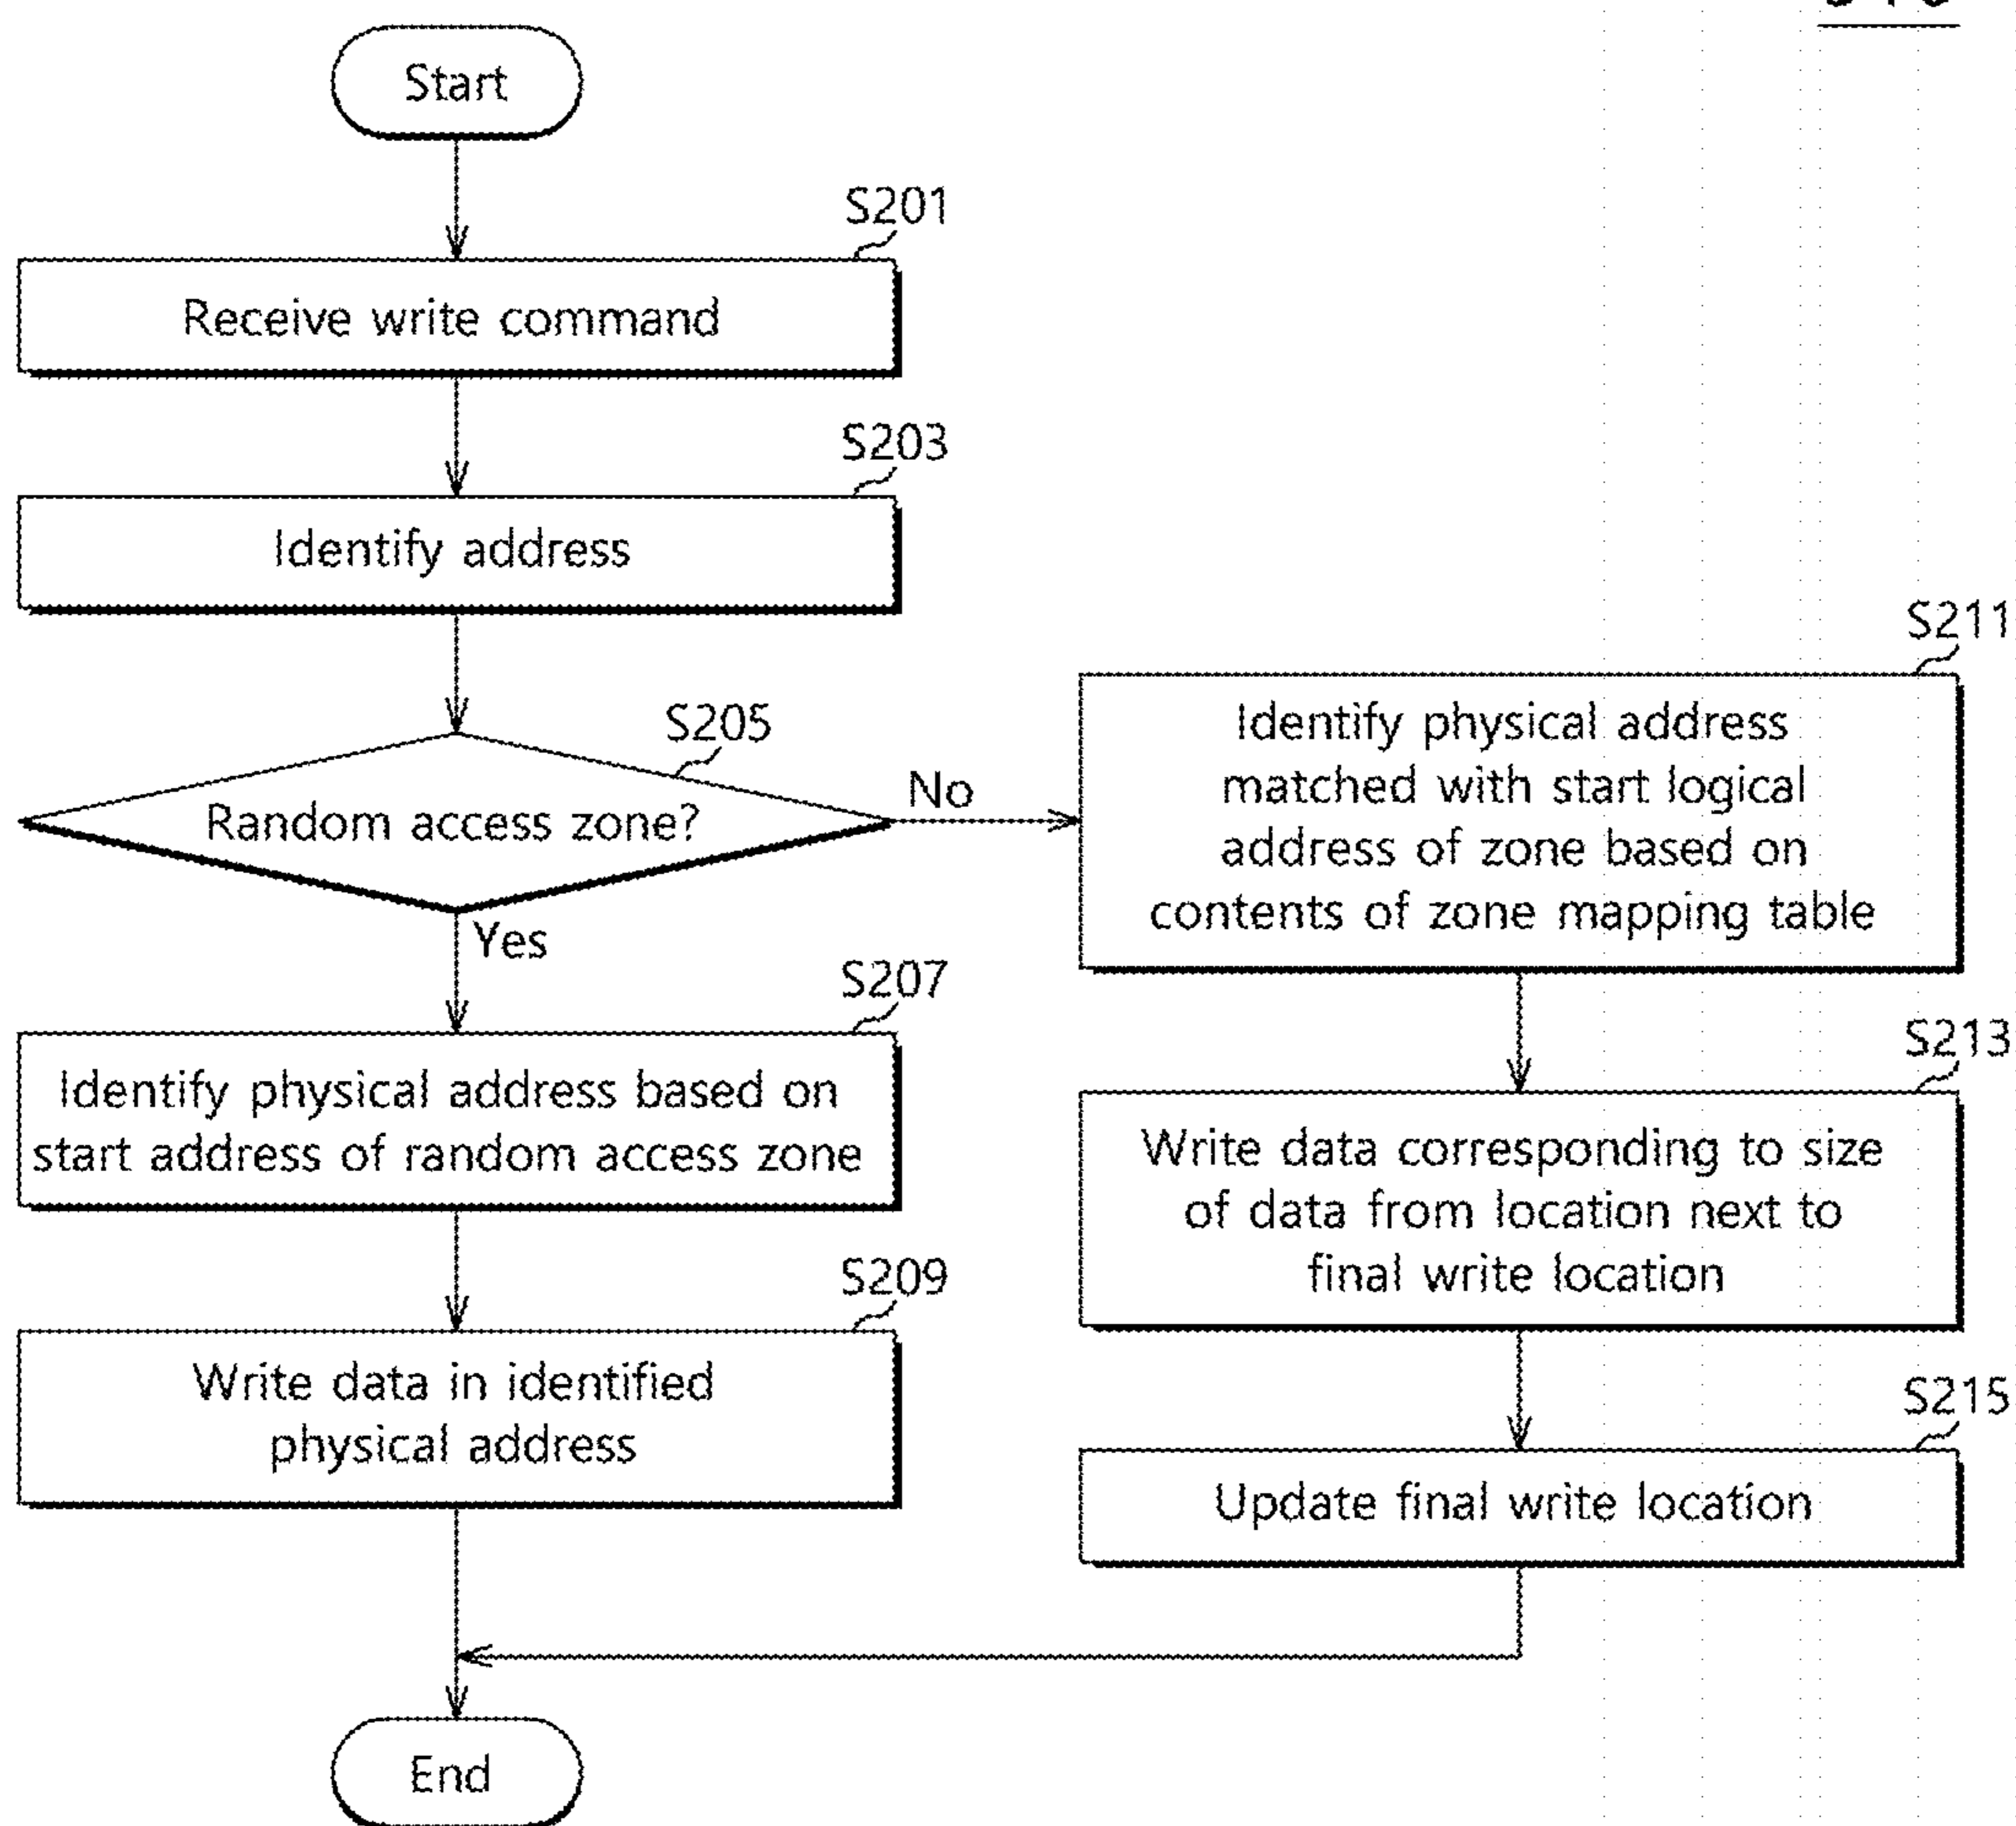 Start
S201
Receive write command
S203
Identify address
S205
Random access zone?
No
Yes
S207
Identify physical address based on
start address of random access zone
S209
Write data in identified
physical address
S211
Identify physical address
matched with start logical
address of zone based on
contents of zone mapping table
S213
Write data corresponding to size
of data from location next to
final write location
S215
Update final write location
End